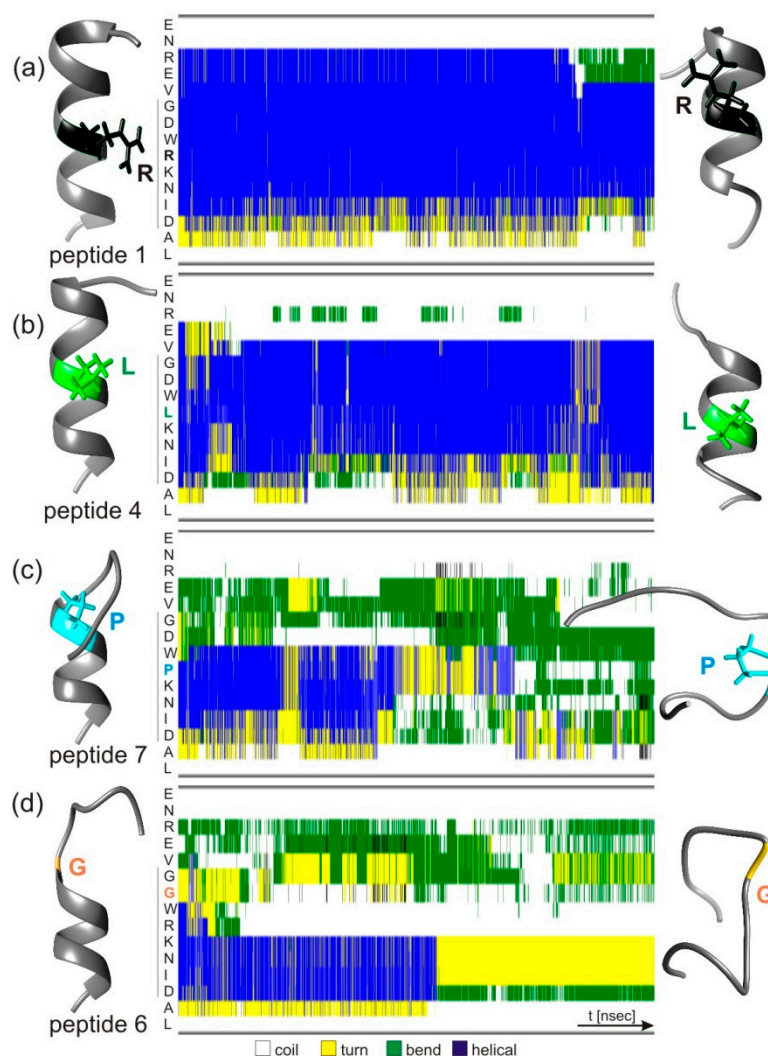 (a)
E
N
R
E
V
G
D
W
R
K
N
I
D
A
L
R
R
peptide 1
(b)
E
N
R
E
V
G
D
W
L
K
N
I
D
A
L
L
L
peptide 4
(c)
E
N
R
E
V
G
D
W
P
K
N
I
D
A
L
P
P
peptide 7
(d)
E
N
R
E
V
G
G
W
R
K
N
I
D
A
L
G
G
peptide 6
t [nsec]
coil turn bend helical